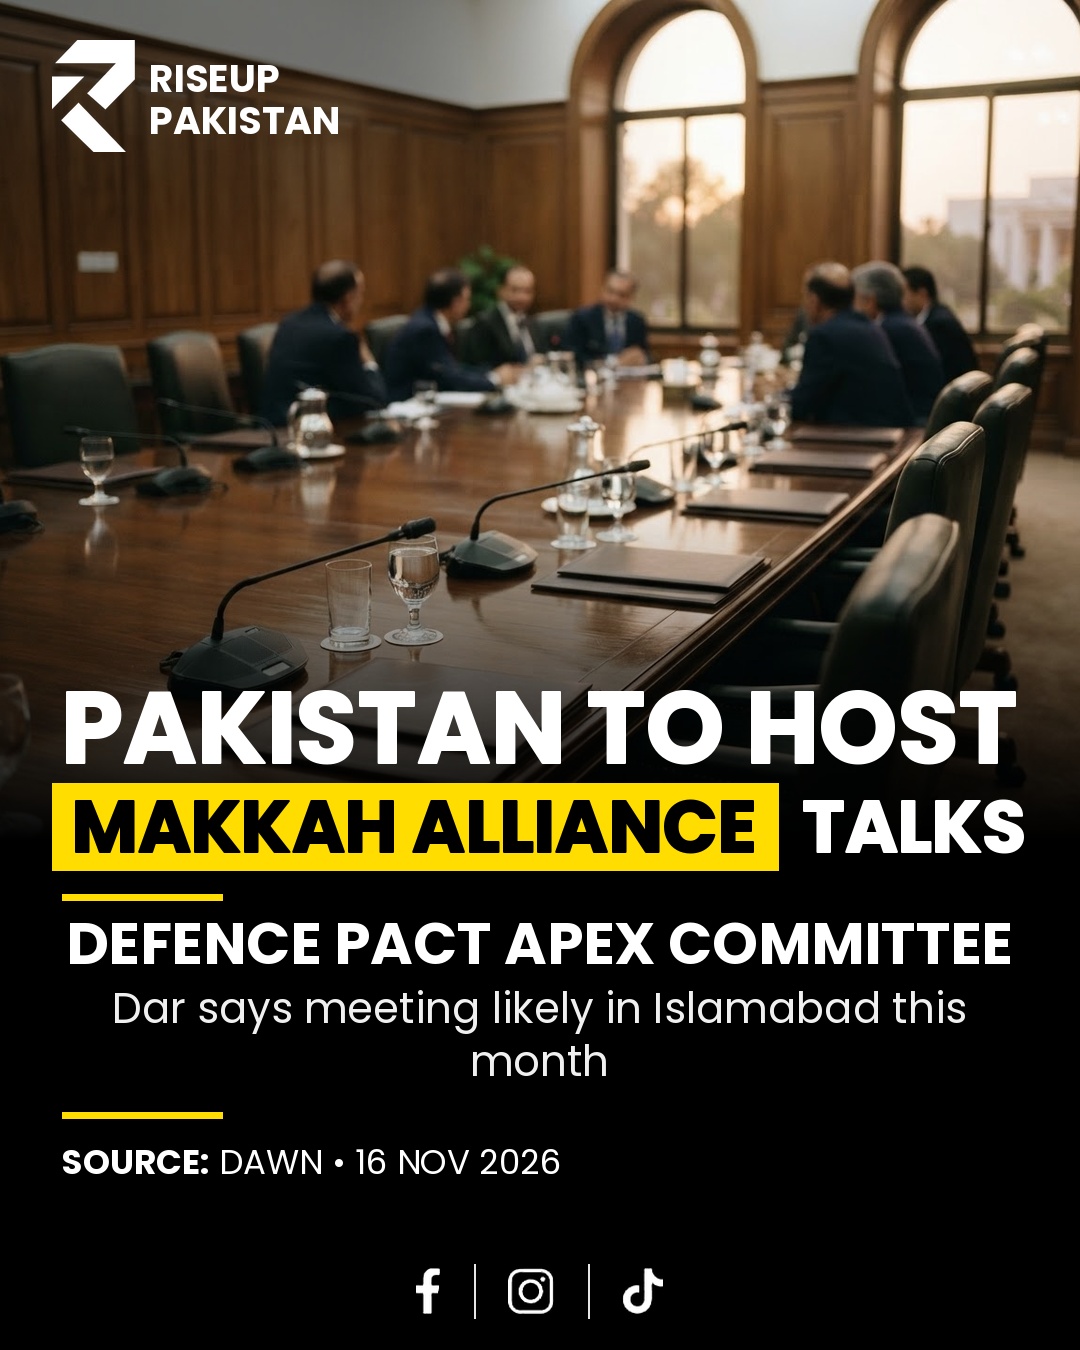 RISEUP
PAKISTAN
PAKISTAN TO HOST
MAKKAH ALLIANCE TALKS
DEFENCE PACT APEX COMMITTEE
Dar says meeting likely in Islamabad this
month
SOURCE: DAWN • 16 NOV 2026